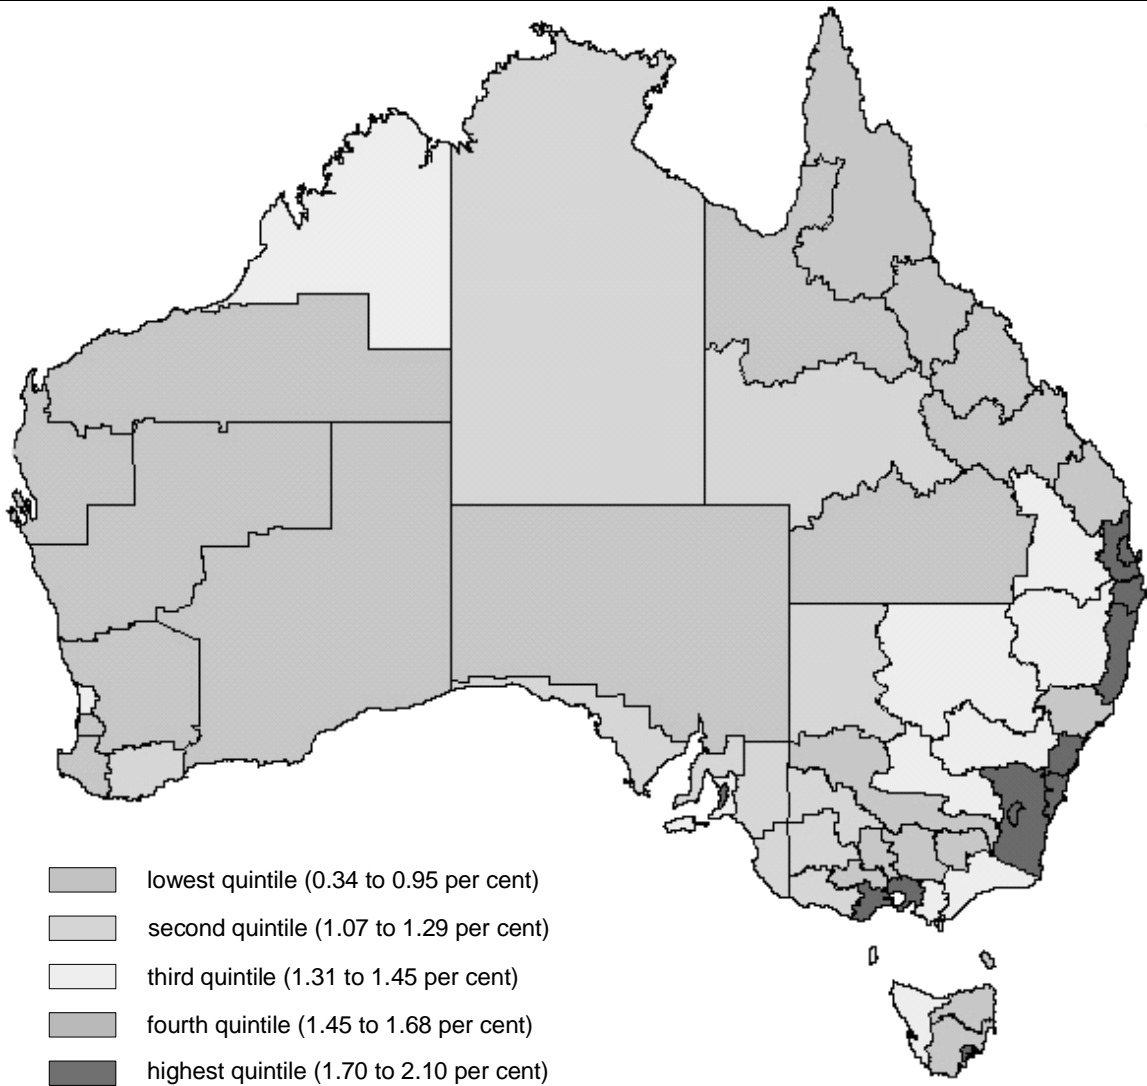 lowest quintile (0.34 to 0.95 per cent)
second quintile (1.07 to 1.29 per cent)
third quintile (1.31 to 1.45 per cent)
fourth quintile (1.45 to 1.68 per cent)
highest quintile (1.70 to 2.10 per cent)